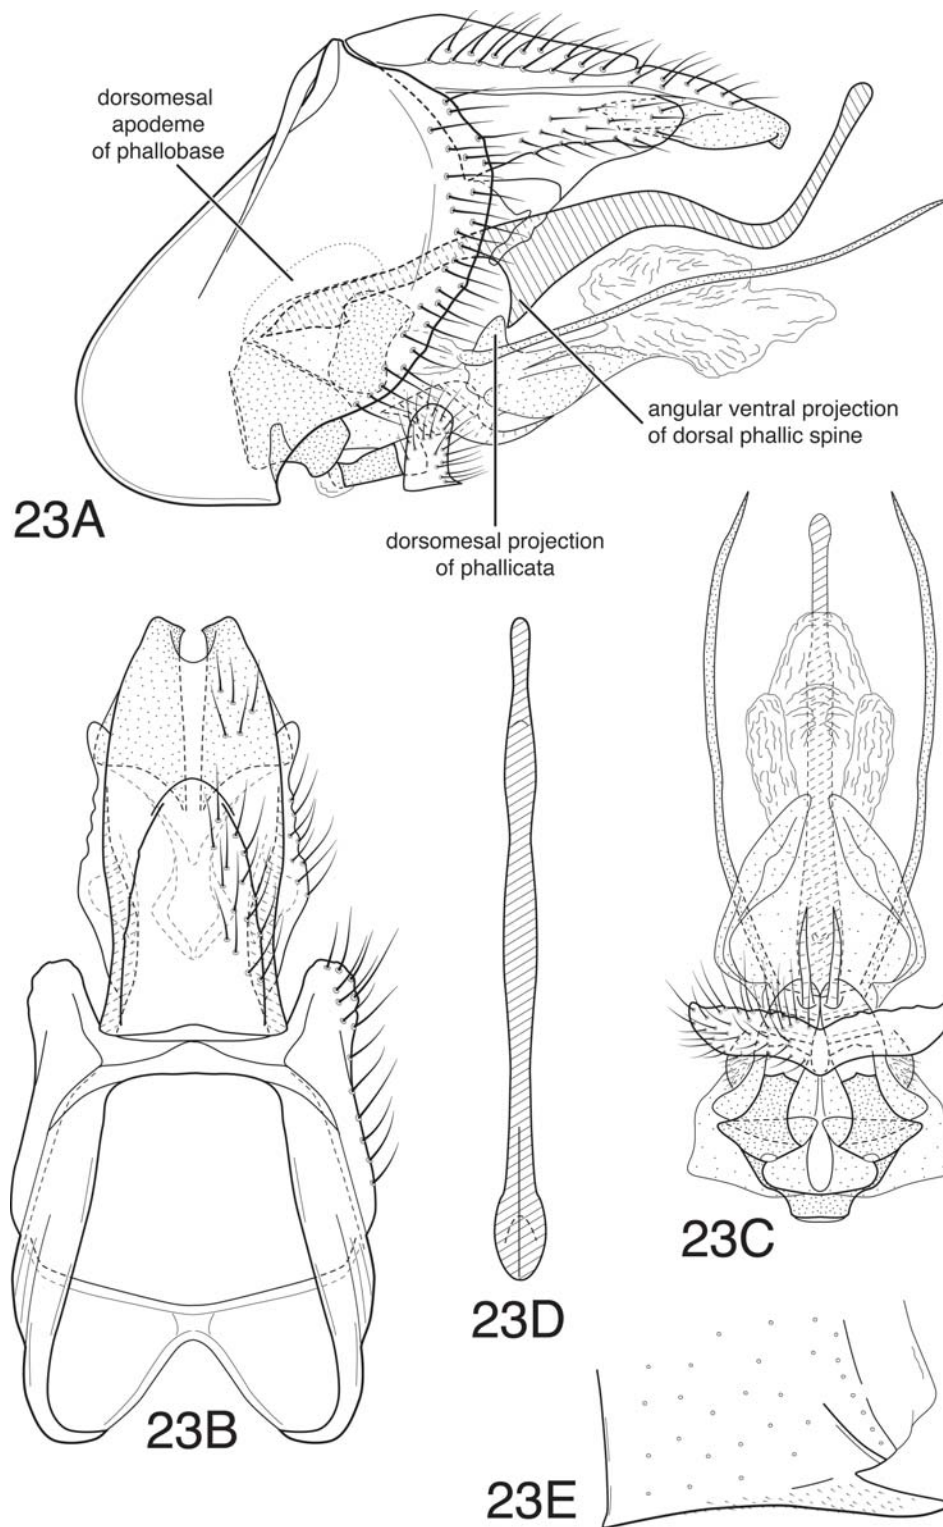 dorsomesal
apodeme
of phallobase
angular ventral projection
of dorsal phallic spine
23A
dorsomesal projection
of phallicata
23B
23D
23C
23E